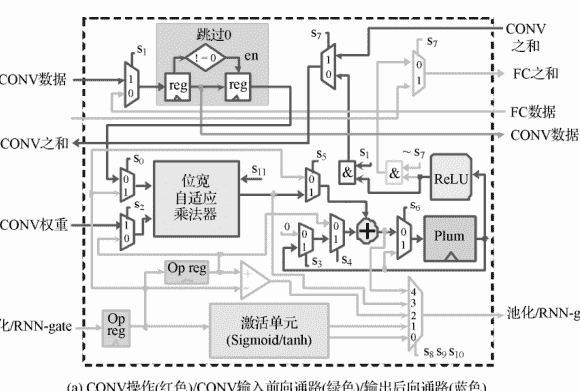 跳过0
CONV
之和
s7
s7
s1
en
! = 0
CONV数据
1
0
reg
reg
1
0
0
1
FC之和
FC数据
CONV之和
CONV数据
s0
s11
s5
s1
~ s7
0
1
位宽
自适应
乘法器
0
1
&
&
ReLU
s2
CONV权重
0
1
s6
0
0
1
0
1
+
0
1
Plum
s3
s4
Op reg
+
−
4
3
2
1
0
化/RNN-gate
Op
reg
激活单元
(Sigmoid/tanh)
池化/RNN-g
s8 s9 s10
(a) CONV操作(红色)/CONV输入前向通路(绿色)/输出后向通路(蓝色)